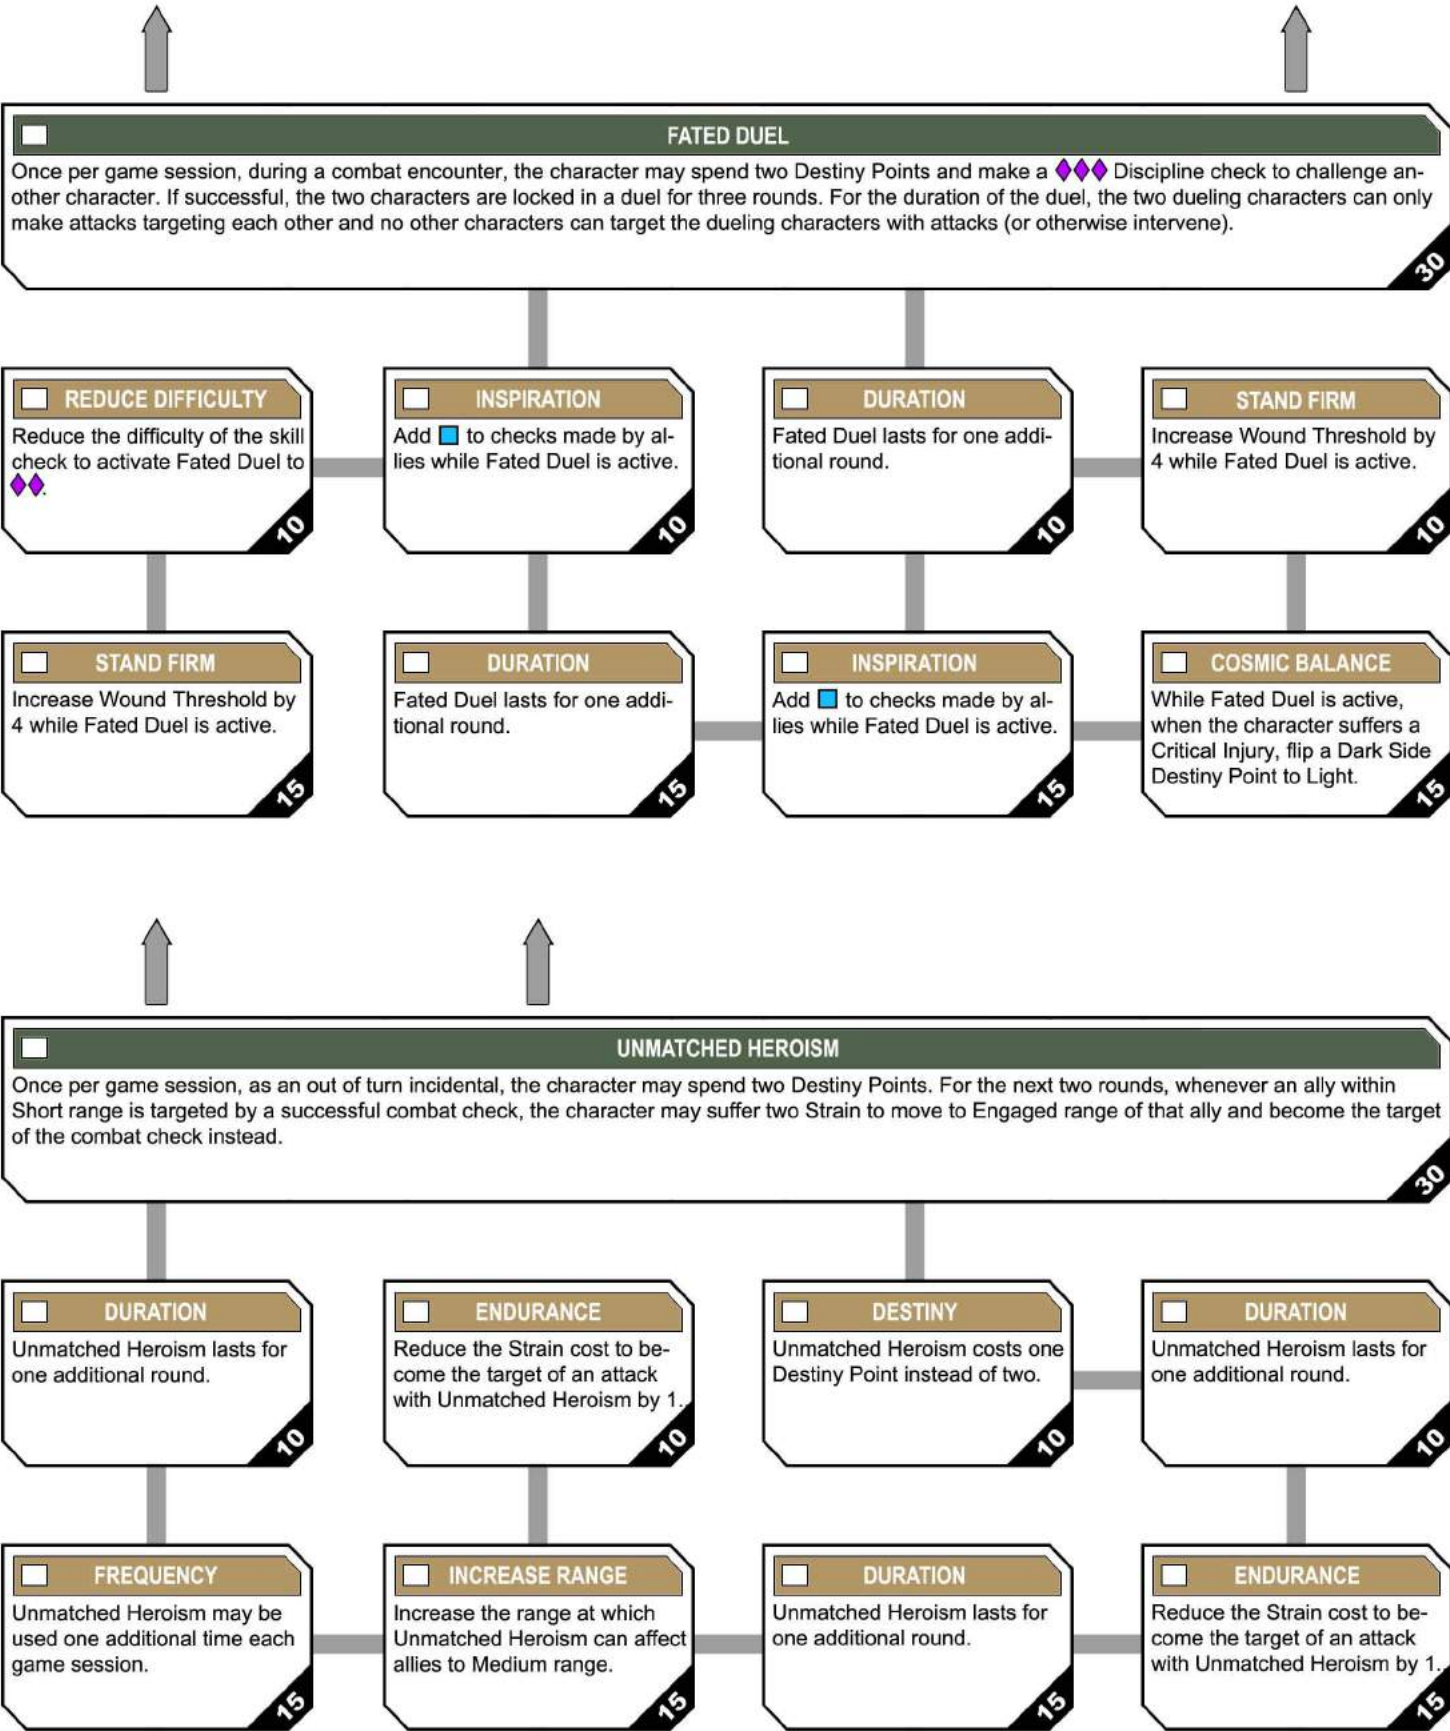 FATED DUEL
Once per game session, during a combat encounter, the character may spend two Destiny Points and make a Discipline check to challenge an-
other character. If successful, the two characters are locked in a duel for three rounds. For the duration of the duel, the two dueling characters can only
make attacks targeting each other and no other characters can target the dueling characters with attacks (or otherwise intervene).
30
REDUCE DIFFICULTY
Reduce the difficulty of the skill
check to activate Fated Duel to
.
10
INSPIRATION
Add to checks made by al-
lies while Fated Duel is active.
10
DURATION
Fated Duel lasts for one addi-
tional round.
10
STAND FIRM
Increase Wound Threshold by
4 while Fated Duel is active.
10
STAND FIRM
Increase Wound Threshold by
4 while Fated Duel is active.
15
DURATION
Fated Duel lasts for one addi-
tional round.
15
INSPIRATION
Add to checks made by al-
lies while Fated Duel is active.
15
COSMIC BALANCE
While Fated Duel is active,
when the character suffers a
Critical Injury, flip a Dark Side
Destiny Point to Light.
15
UNMATCHED HEROISM
Once per game session, as an out of turn incidental, the character may spend two Destiny Points. For the next two rounds, whenever an ally within
Short range is targeted by a successful combat check, the character may suffer two Strain to move to Engaged range of that ally and become the target
of the combat check instead.
30
DURATION
Unmatched Heroism lasts for
one additional round.
10
ENDURANCE
Reduce the Strain cost to be-
come the target of an attack
with Unmatched Heroism by 1.
10
DESTINY
Unmatched Heroism costs one
Destiny Point instead of two.
10
DURATION
Unmatched Heroism lasts for
one additional round.
10
FREQUENCY
Unmatched Heroism may be
used one additional time each
game session.
15
INCREASE RANGE
Increase the range at which
Unmatched Heroism can affect
allies to Medium range.
15
DURATION
Unmatched Heroism lasts for
one additional round.
15
ENDURANCE
Reduce the Strain cost to be-
come the target of an attack
with Unmatched Heroism by 1.
15